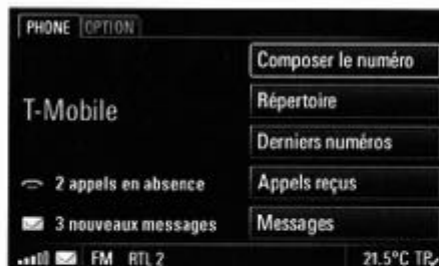 PHONE OPTION
Composer le numéro
T-Mobile
Répertoire
Derniers numéros
2 appels en absence
Appels reçus
3 nouveaux messages
Messages
FM RTL 2 21.5°C TP